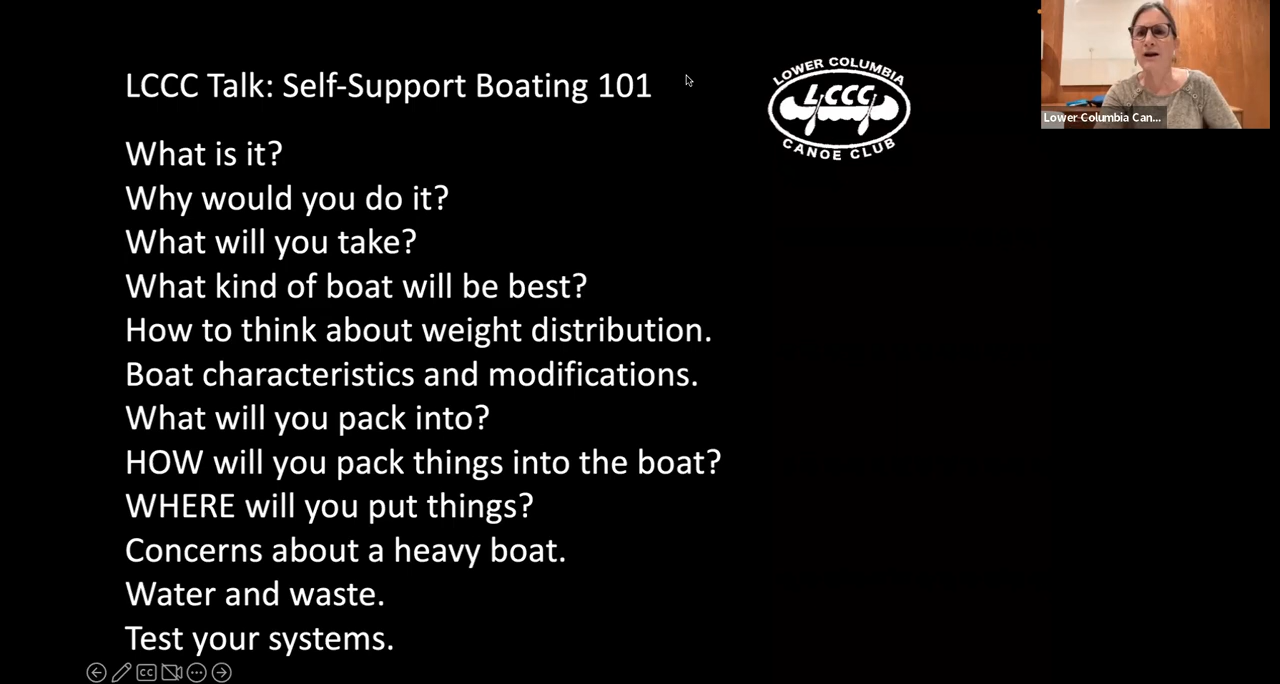 LCCC Talk: Self-Support Boating 101
LOWER COLUMBIA
LCCC
CANOE CLUB
Lower Columbia Can...
What is it?
Why would you do it?
What will you take?
What kind of boat will be best?
How to think about weight distribution.
Boat characteristics and modifications.
What will you pack into?
HOW will you pack things into the boat?
WHERE will you put things?
Concerns about a heavy boat.
Water and waste.
Test your systems.
CC